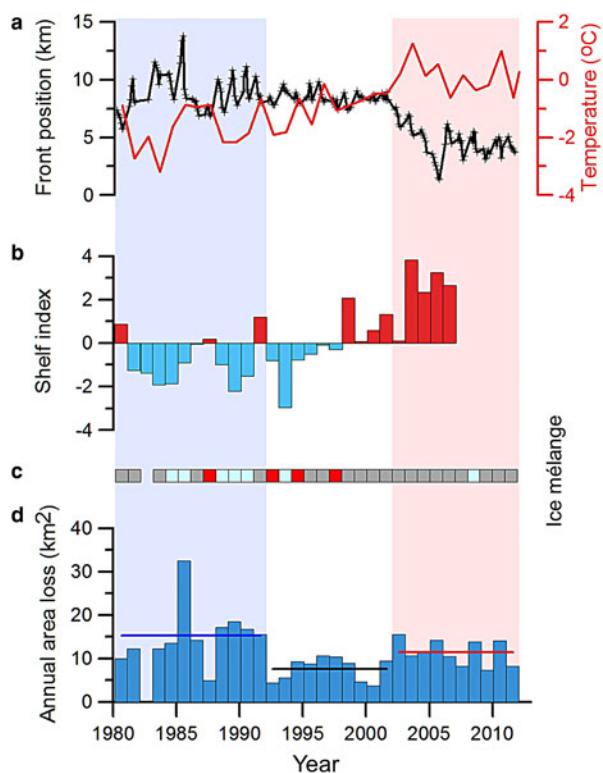 a
Front position (km)
15
10
5
0
2
0
-2
-4
Temperature (°C)
b
Shelf index
4
2
0
-2
-4
c
Ice mélange
d
Annual area loss (km²)
40
30
20
10
0
1980 1985 1990 1995 2000 2005 2010
Year